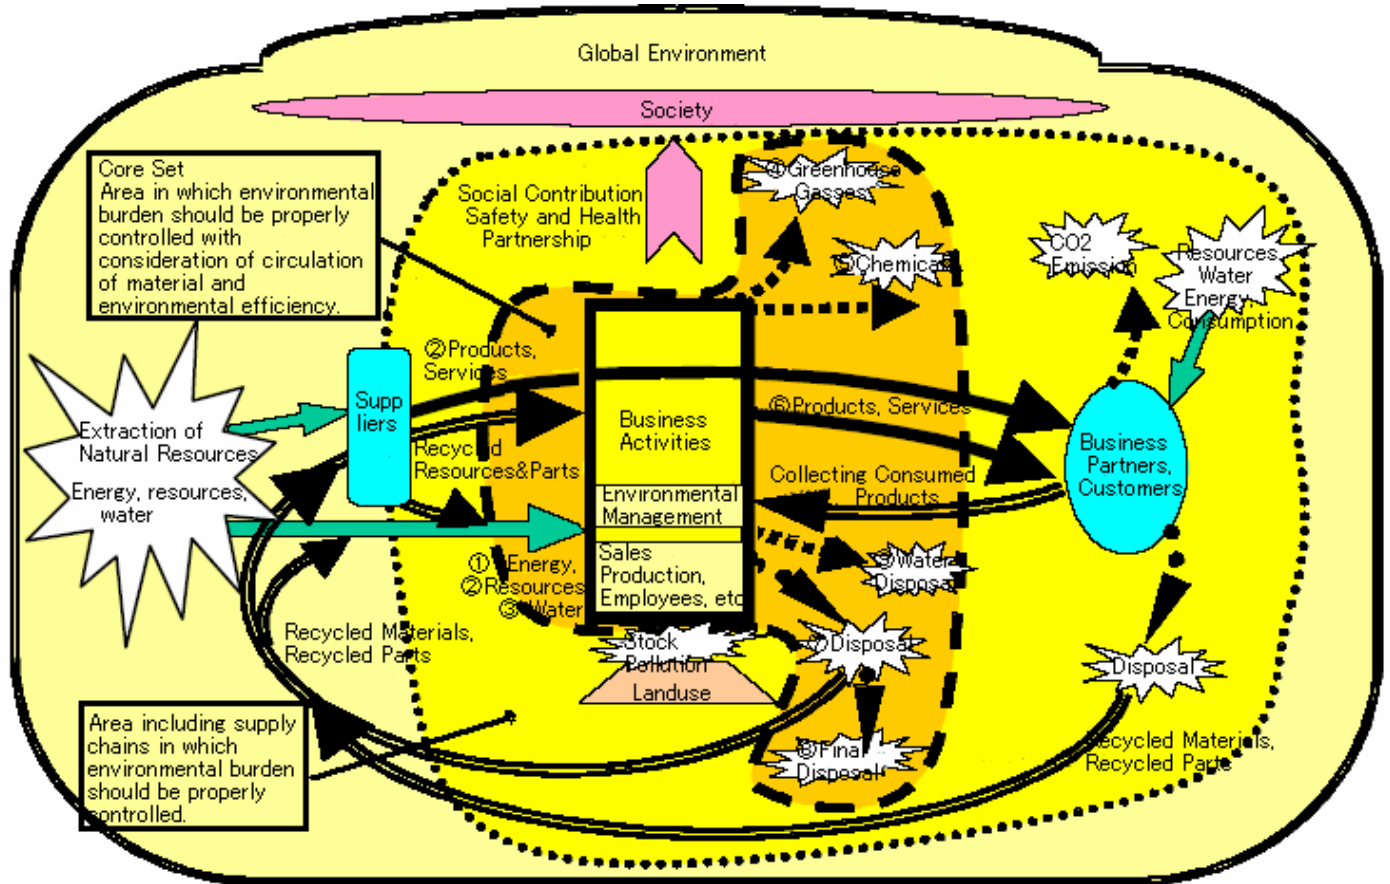 Global Environment
Society
Core Set
Area in which environmental
burden should be properly
controlled with
consideration of circulation
of material and
environmental efficiency.
Social Contribution
Safety and Health
Partnership
④Greenhouse
Gasses
⑤Chemical
CO2
Emission
Resources,
Water
Energy,
Consumption
②Products,
Services
Supp
liers
Extraction of
Natural Resources
Energy, resources,
water
Recycled
Resources&Parts
Business
Activities
Environmental
Management
Sales
Production,
Employees, etc
⑥Products, Services
Collecting Consumed
Products
Business
Partners,
Customers
① Energy,
②Resources
③Water
Water
Disposal
Recycled Materials,
Recycled Parts
Stock
Pollution
Landuse
⑦Disposal
Disposal
⑧Final
Disposal
Recycled Materials,
Recycled Parts
Area including supply
chains in which
environmental burden
should be properly
controlled.